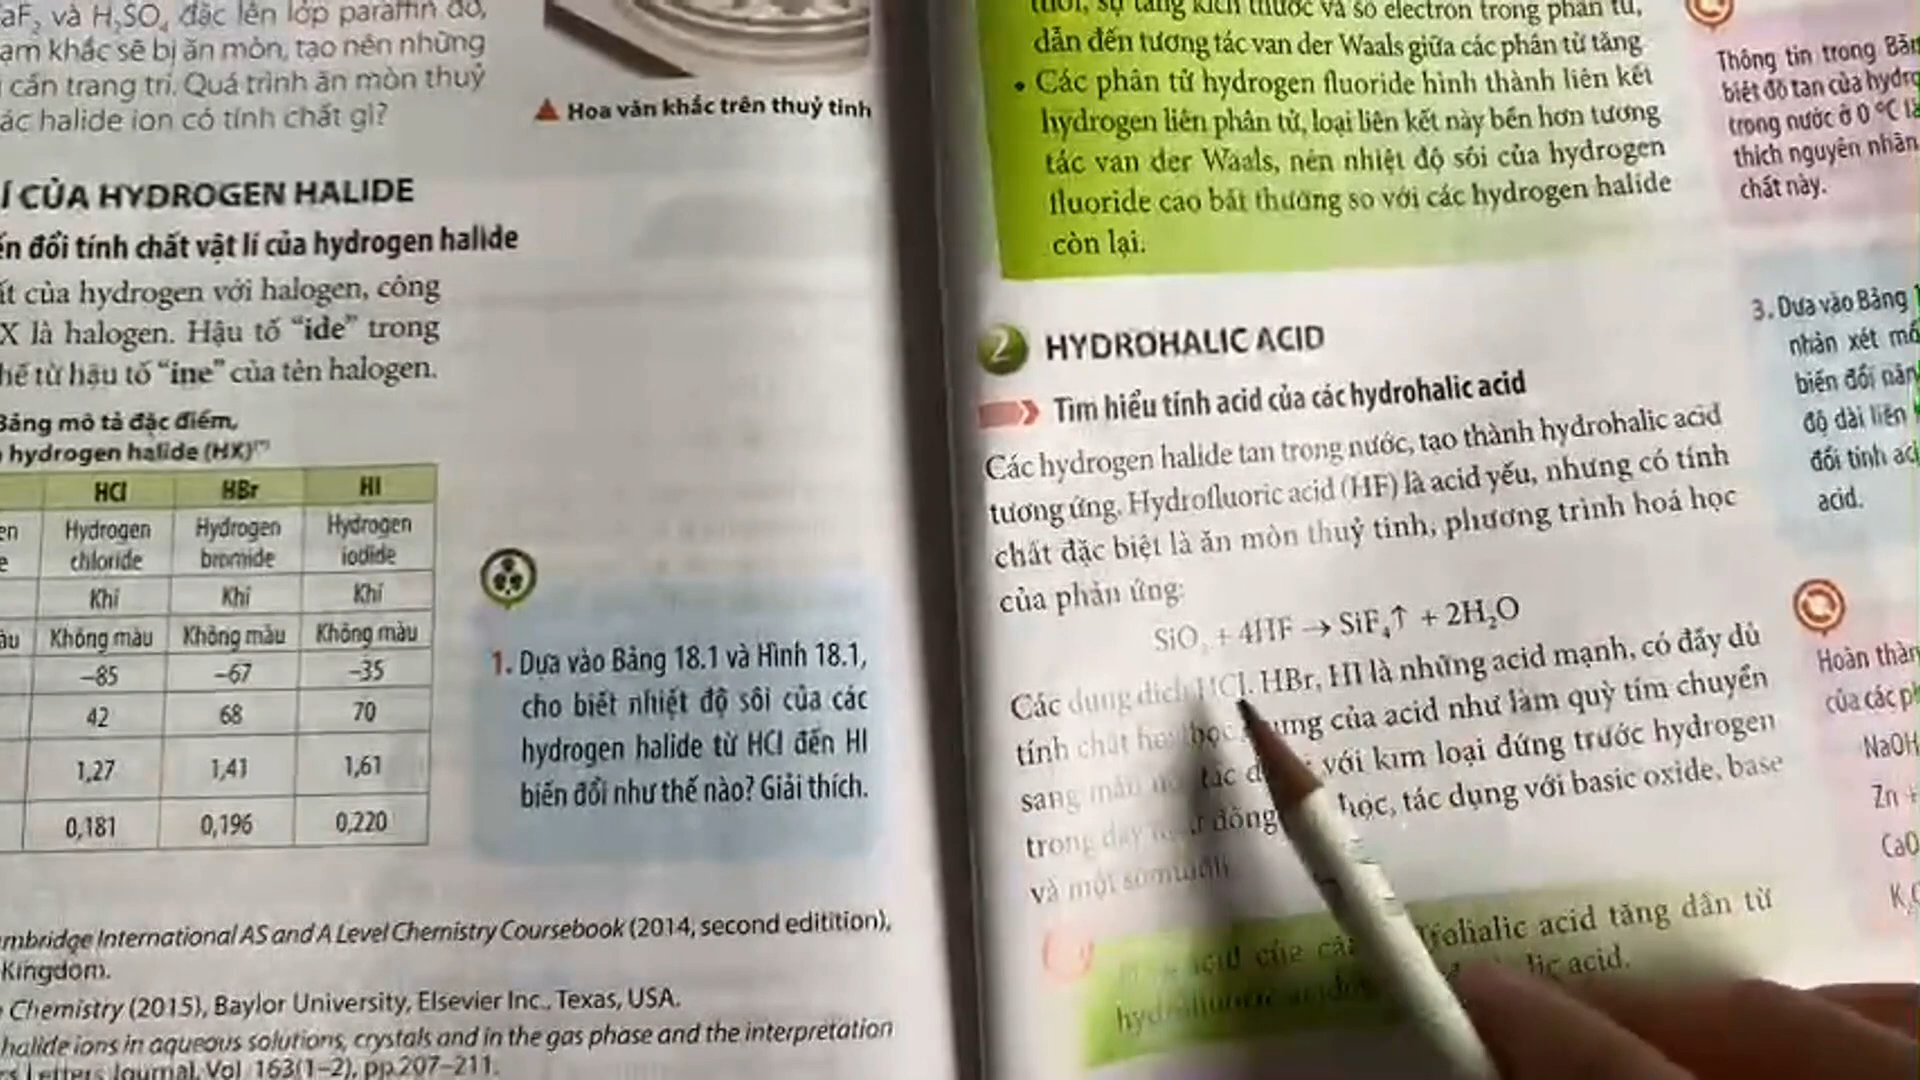 aF₂ và H₂SO₄ đặc lên lớp paraffin đó,
ạm khắc sẽ bị ăn mòn, tạo nên những
cần trang trí. Quá trình ăn mòn thuỷ
ác halide ion có tính chất gì?
▲ Hoa văn khắc trên thuỷ tinh
Í CỦA HYDROGEN HALIDE
ến đổi tính chất vật lí của hydrogen halide
ất của hydrogen với halogen, công
X là halogen. Hậu tố “ide” trong
hế từ hậu tố “ine” của tên halogen.
Bảng mô tả đặc điểm,
hydrogen halide (HX)(*)
HCl HBr HI
en Hydrogen Hydrogen Hydrogen
e chloride bromide iodide
Khí Khí Khí
àu Không màu Không màu Không màu
–85 –67 –35
42 68 70
1,27 1,41 1,61
0,181 0,196 0,220
1. Dựa vào Bảng 18.1 và Hình 18.1,
cho biết nhiệt độ sôi của các
hydrogen halide từ HCl đến HI
biến đổi như thế nào? Giải thích.
mbridge International AS and A Level Chemistry Coursebook (2014, second editition),
Kingdom.
Chemistry (2015), Baylor University, Elsevier Inc., Texas, USA.
halide ions in aqueous solutions, crystals and in the gas phase and the interpretation
rs Letters Journal, Vol 163(1–2), pp.207–211.
khối, sự tăng kích thước và số electron trong phân tử,
dẫn đến tương tác van der Waals giữa các phân tử tăng
• Các phân tử hydrogen fluoride hình thành liên kết
hydrogen liên phân tử, loại liên kết này bền hơn tương
tác van der Waals, nên nhiệt độ sôi của hydrogen
fluoride cao bất thường so với các hydrogen halide
còn lại.
2 HYDROHALIC ACID
Tìm hiểu tính acid của các hydrohalic acid
Các hydrogen halide tan trong nước, tạo thành hydrohalic acid
tương ứng. Hydrofluoric acid (HF) là acid yếu, nhưng có tính
chất đặc biệt là ăn mòn thuỷ tinh, phương trình hoá học
của phản ứng:
SiO₂ + 4HF → SiF₄↑ + 2H₂O
Các dung dịch HCl, HBr, HI là những acid mạnh, có đầy đủ
tính chất hoá học ung của acid như làm quỳ tím chuyển
sang màu tác d với kim loại đứng trước hydrogen
trong dãy động học, tác dụng với basic oxide, base
và một số muối
acid của cá rohalic acid tăng dần từ
hydrofluoric acid lic acid.
Thông tin trong Bản
biết độ tan của hydro
trong nước ở 0 °C là
thích nguyên nhân
chất này.
3. Dựa vào Bảng 1
nhận xét mố
biến đổi năn
độ dài liên
đổi tính aci
acid.
Hoàn thàn
của các ph
NaOH
Zn +
CaO
K₂C